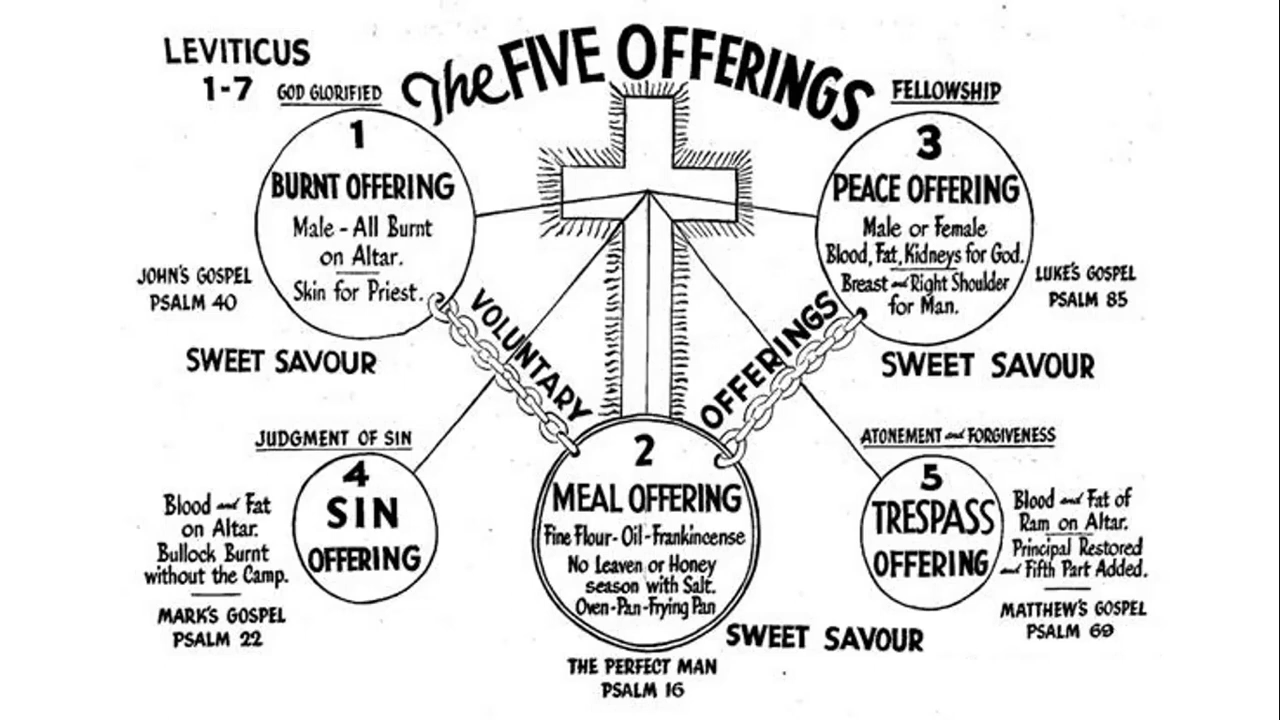 LEVITICUS
1-7
The FIVE OFFERINGS
GOD GLORIFIED
1
BURNT OFFERING
Male - All Burnt
on Altar.
Skin for Priest.
JOHN'S GOSPEL
PSALM 40
SWEET SAVOUR
FELLOWSHIP
3
PEACE OFFERING
Male or Female
Blood, Fat, Kidneys for God.
Breast and Right Shoulder
for Man.
LUKE'S GOSPEL
PSALM 85
SWEET SAVOUR
VOLUNTARY
OFFERINGS
JUDGMENT OF SIN
4
SIN
OFFERING
Blood and Fat
on Altar.
Bullock Burnt
without the Camp.
MARK'S GOSPEL
PSALM 22
2
MEAL OFFERING
Fine Flour - Oil - Frankincense
No Leaven or Honey
season with Salt.
Oven - Pan - Frying Pan
SWEET SAVOUR
THE PERFECT MAN
PSALM 16
ATONEMENT and FORGIVENESS
5
TRESPASS
OFFERING
Blood and Fat of
Ram on Altar.
Principal Restored
and Fifth Part Added.
MATTHEW'S GOSPEL
PSALM 69